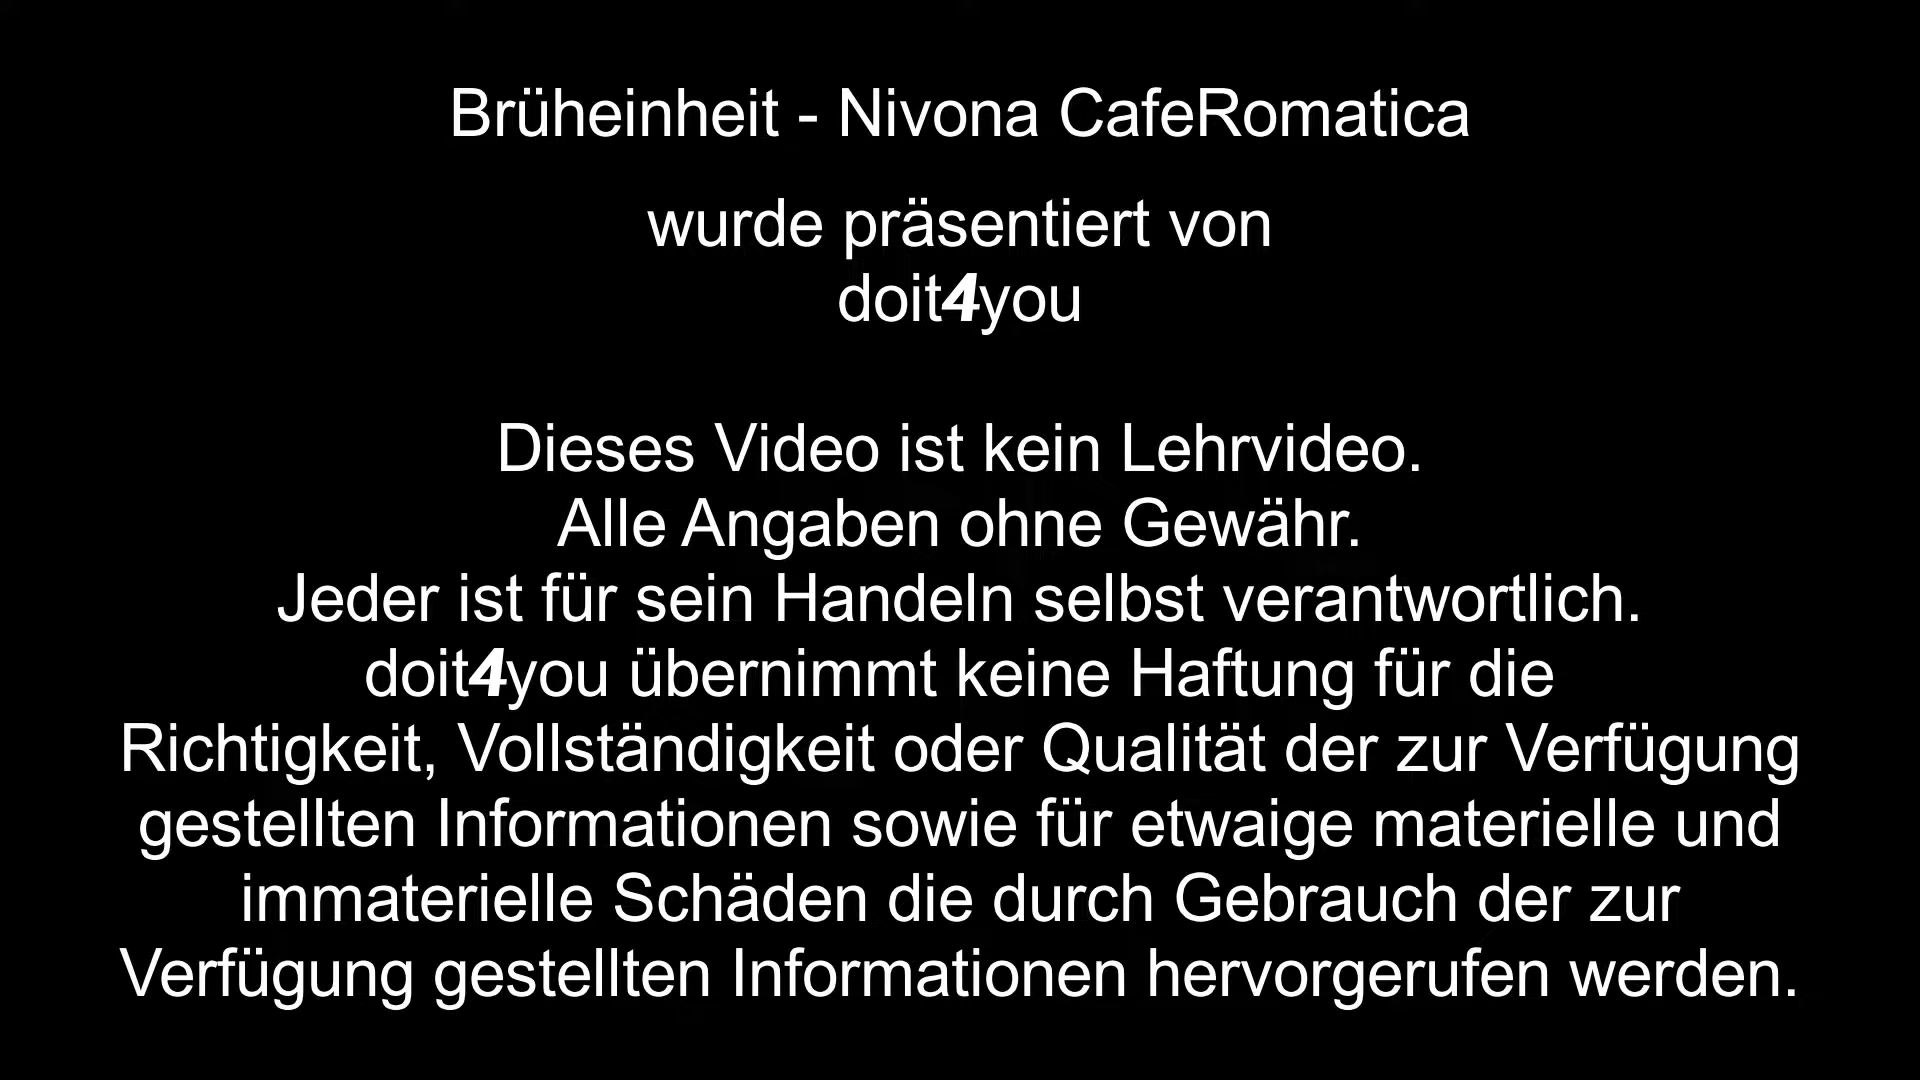 Brüheinheit - Nivona CafeRomatica
wurde präsentiert von
doit4you
Dieses Video ist kein Lehrvideo.
Alle Angaben ohne Gewähr.
Jeder ist für sein Handeln selbst verantwortlich.
doit4you übernimmt keine Haftung für die
Richtigkeit, Vollständigkeit oder Qualität der zur Verfügung
gestellten Informationen sowie für etwaige materielle und
immaterielle Schäden die durch Gebrauch der zur
Verfügung gestellten Informationen hervorgerufen werden.